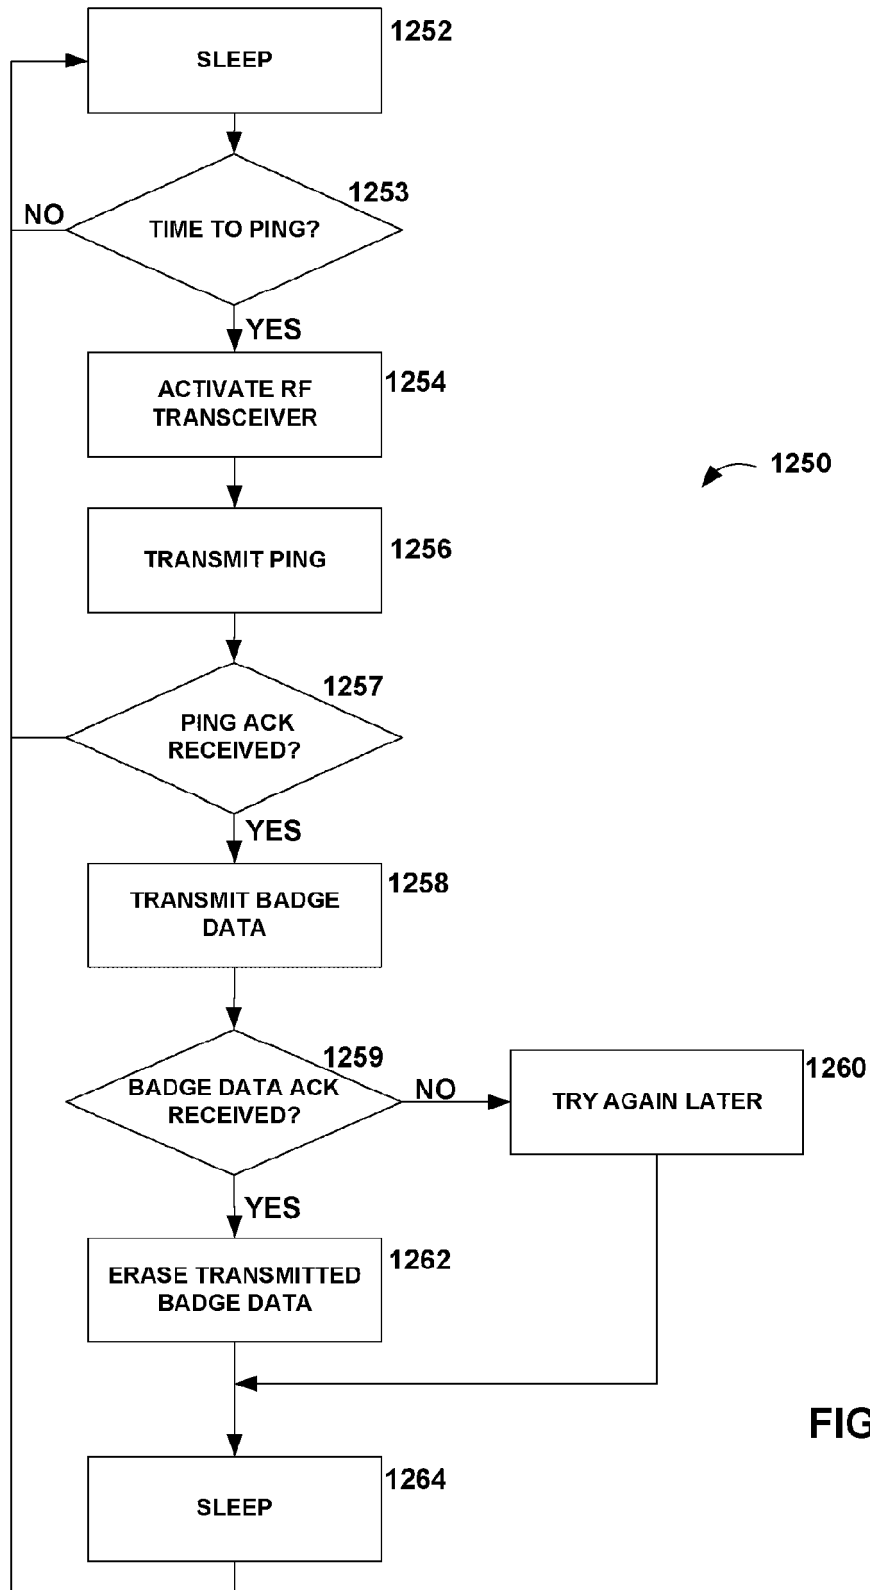 1252
SLEEP
1253
NO
TIME TO PING?
YES
ACTIVATE RF
TRANSCEIVER
1254
1250
TRANSMIT PING
1256
1257
PING ACK
RECEIVED?
YES
TRANSMIT BADGE
DATA
1258
1259
BADGE DATA ACK
RECEIVED?
NO
TRY AGAIN LATER
1260
YES
ERASE TRANSMITTED
BADGE DATA
1262
FIG
SLEEP
1264